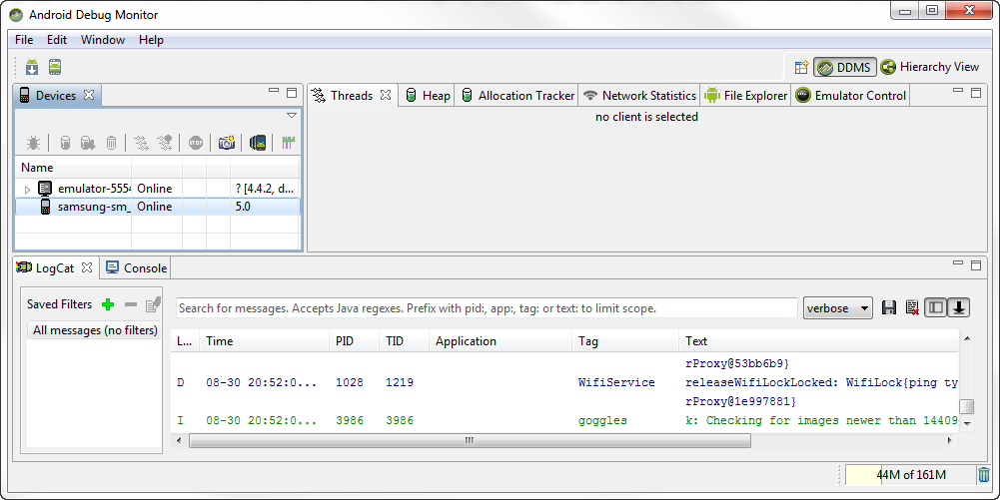 Android Debug Monitor
File Edit Window Help
DDMS Hierarchy View
Devices Threads Heap Allocation Tracker Network Statistics File Explorer Emulator Control
no client is selected
STOP
Name
emulator-5554 Online ? [4.4.2, d...
samsung-sm_ Online 5.0
LogCat Console
Saved Filters
Search for messages. Accepts Java regexes. Prefix with pid:, app:, tag: or text: to limit scope. verbose
All messages (no filters)
L... Time PID TID Application Tag Text
rProxy@53bb6b9}
D 08-30 20:52:0... 1028 1219 WifiService releaseWifiLockLocked: WifiLock{ping ty
rProxy@1e997881}
I 08-30 20:52:0... 3986 3986 goggles k: Checking for images newer than 14409
44M of 161M